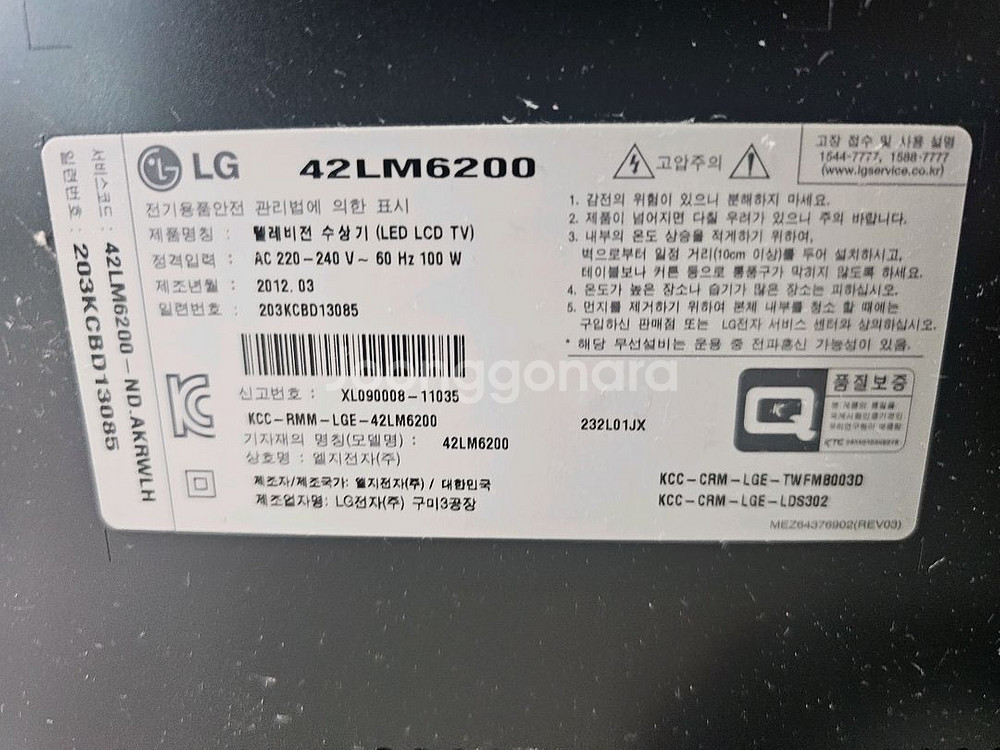 서비스코드 : 42LM6200-ND.AKRWLH
일련번호 : 203KCBD13085
LG 42LM6200
전기용품안전 관리법에 의한 표시
제품명칭 : 텔레비전 수상기 (LED LCD TV)
정격입력 : AC 220-240 V~ 60 Hz 100 W
제조년월 : 2012. 03
일련번호 : 203KCBD13085
신고번호 : XL090008-11035
KCC-RMM-LGE-42LM6200
기자재의 명칭(모델명) : 42LM6200
상호명 : 엘지전자(주)
제조자/제조국가: 엘지전자(주) / 대한민국
제조업자명: LG전자(주) 구미3공장
고압주의
고장 접수 및 사용 설명
1544-7777, 1588-7777
(www.lgservice.co.kr)
1. 감전의 위험이 있으니 분해하지 마세요.
2. 제품이 넘어지면 다칠 우려가 있으니 주의 바랍니다.
3. 내부의 온도 상승을 적게하기 위하여,
벽으로부터 일정 거리(10cm 이상)를 두어 설치하시고,
테이블보나 커튼 등으로 통풍구가 막히지 않도록 하세요.
4. 온도가 높은 장소나 습기가 많은 장소는 피하십시오.
5. 먼지를 제거하기 위하여 본체 내부를 청소 할 때에는
구입하신 판매점 또는 LG전자 서비스 센터와 상의하십시오.
* 해당 무선설비는 운용 중 전파혼신 가능성이 있음.
joonggonara
232L01JX
Q
품질보증
KTC
KCC-CRM-LGE-TWFMB003D
KCC-CRM-LGE-LDS302
MEZ64376902(REV03)